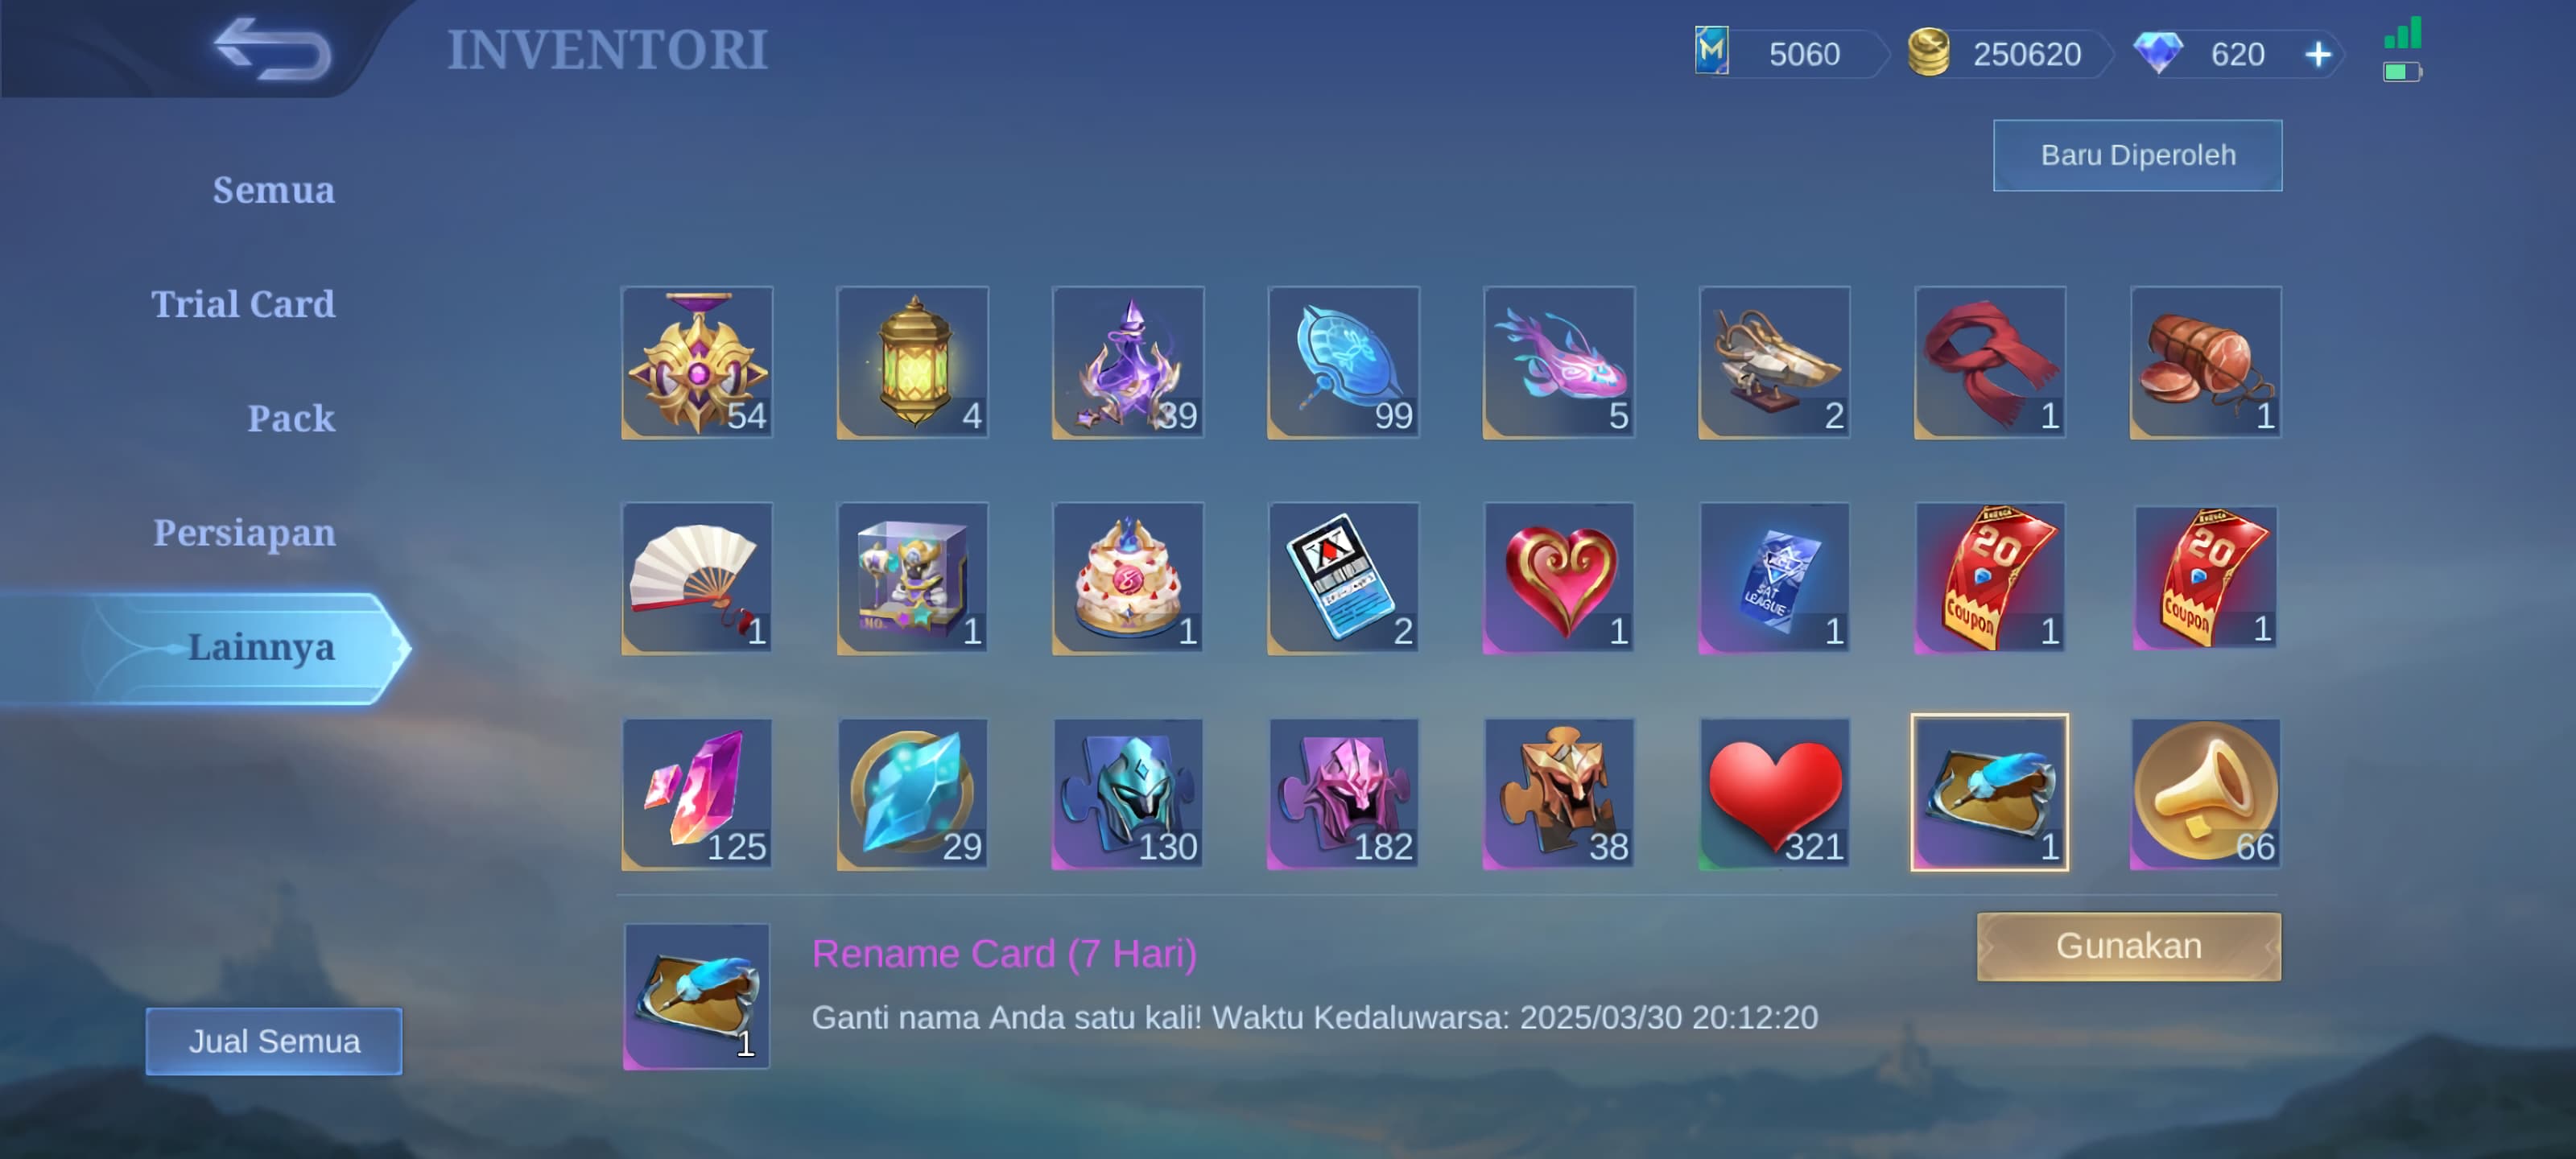 INVENTORI
5060
250620
620
Baru Diperoleh
Semua
Trial Card
Pack
Persiapan
Lainnya
Jual Semua
54
4
39
99
5
2
1
1
1
1
1
2
1
SAT LEAGUE
1
20
Coupon
1
20
Coupon
1
125
29
130
182
38
321
1
66
1
Rename Card (7 Hari)
Ganti nama Anda satu kali! Waktu Kedaluwarsa: 2025/03/30 20:12:20
Gunakan